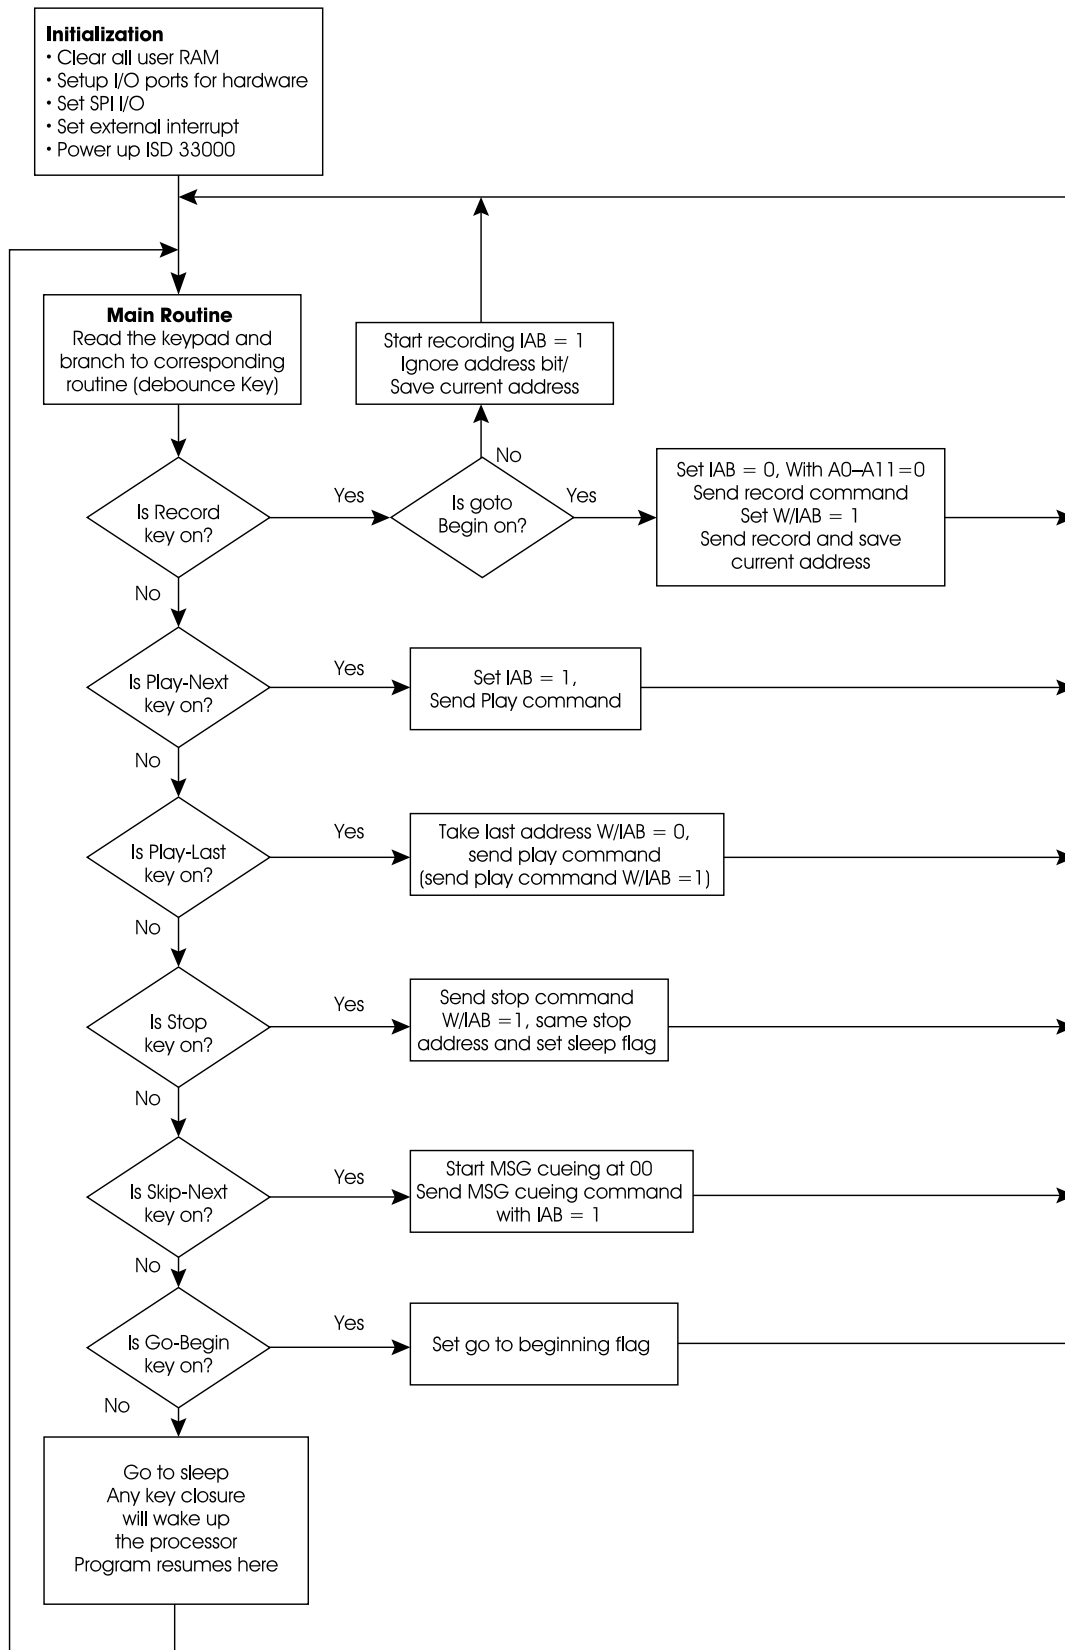 Initialization
• Clear all user RAM
• Setup I/O ports for hardware
• Set SPI I/O
• Set external interrupt
• Power up ISD 33000
Main Routine
Read the keypad and
branch to corresponding
routine (debounce Key)
Start recording IAB = 1
Ignore address bit/
Save current address
No
Is Record
key on?
Yes
Is goto
Begin on?
Yes
Set IAB = 0, With A0–A11=0
Send record command
Set W/IAB = 1
Send record and save
current address
No
Is Play-Next
key on?
Yes
Set IAB = 1,
Send Play command
No
Is Play-Last
key on?
Yes
Take last address W/IAB = 0,
send play command
(send play command W/IAB =1)
No
Is Stop
key on?
Yes
Send stop command
W/IAB =1, same stop
address and set sleep flag
No
Is Skip-Next
key on?
Yes
Start MSG cueing at 00
Send MSG cueing command
with IAB = 1
No
Is Go-Begin
key on?
Yes
Set go to beginning flag
No
Go to sleep
Any key closure
will wake up
the processor
Program resumes here